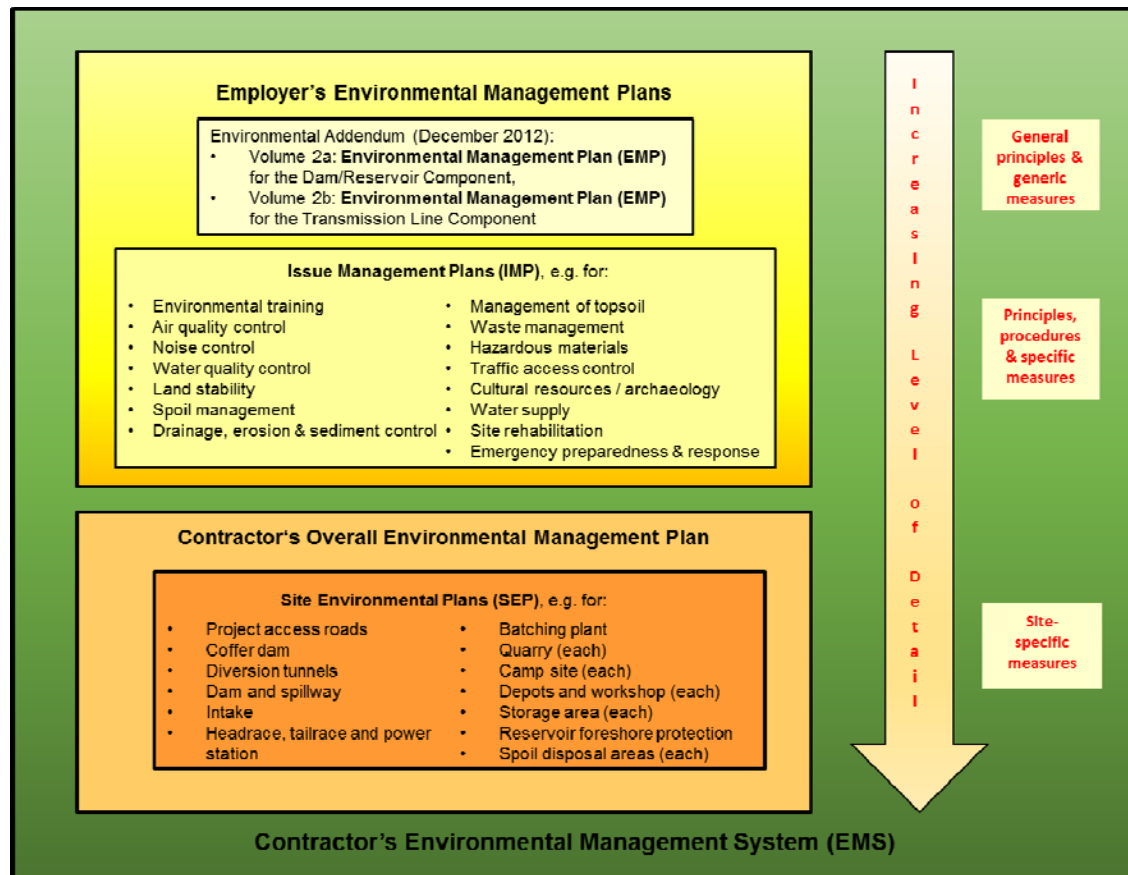 Employer's Environmental Management Plans
Environmental Addendum (December 2012):
• Volume 2a: Environmental Management Plan (EMP)
for the Dam/Reservoir Component,
• Volume 2b: Environmental Management Plan (EMP)
for the Transmission Line Component
Issue Management Plans (IMP), e.g. for:
• Environmental training
• Air quality control
• Noise control
• Water quality control
• Land stability
• Spoil management
• Drainage, erosion & sediment control
• Management of topsoil
• Waste management
• Hazardous materials
• Traffic access control
• Cultural resources / archaeology
• Water supply
• Site rehabilitation
• Emergency preparedness & response
Contractor's Overall Environmental Management Plan
Site Environmental Plans (SEP), e.g. for:
• Project access roads
• Coffer dam
• Diversion tunnels
• Dam and spillway
• Intake
• Headrace, tailrace and power
station
• Batching plant
• Quarry (each)
• Camp site (each)
• Depots and workshop (each)
• Storage area (each)
• Reservoir foreshore protection
• Spoil disposal areas (each)
Increasing Level of Detail
General
principles &
generic
measures
Principles,
procedures
& specific
measures
Site-
specific
measures
Contractor's Environmental Management System (EMS)